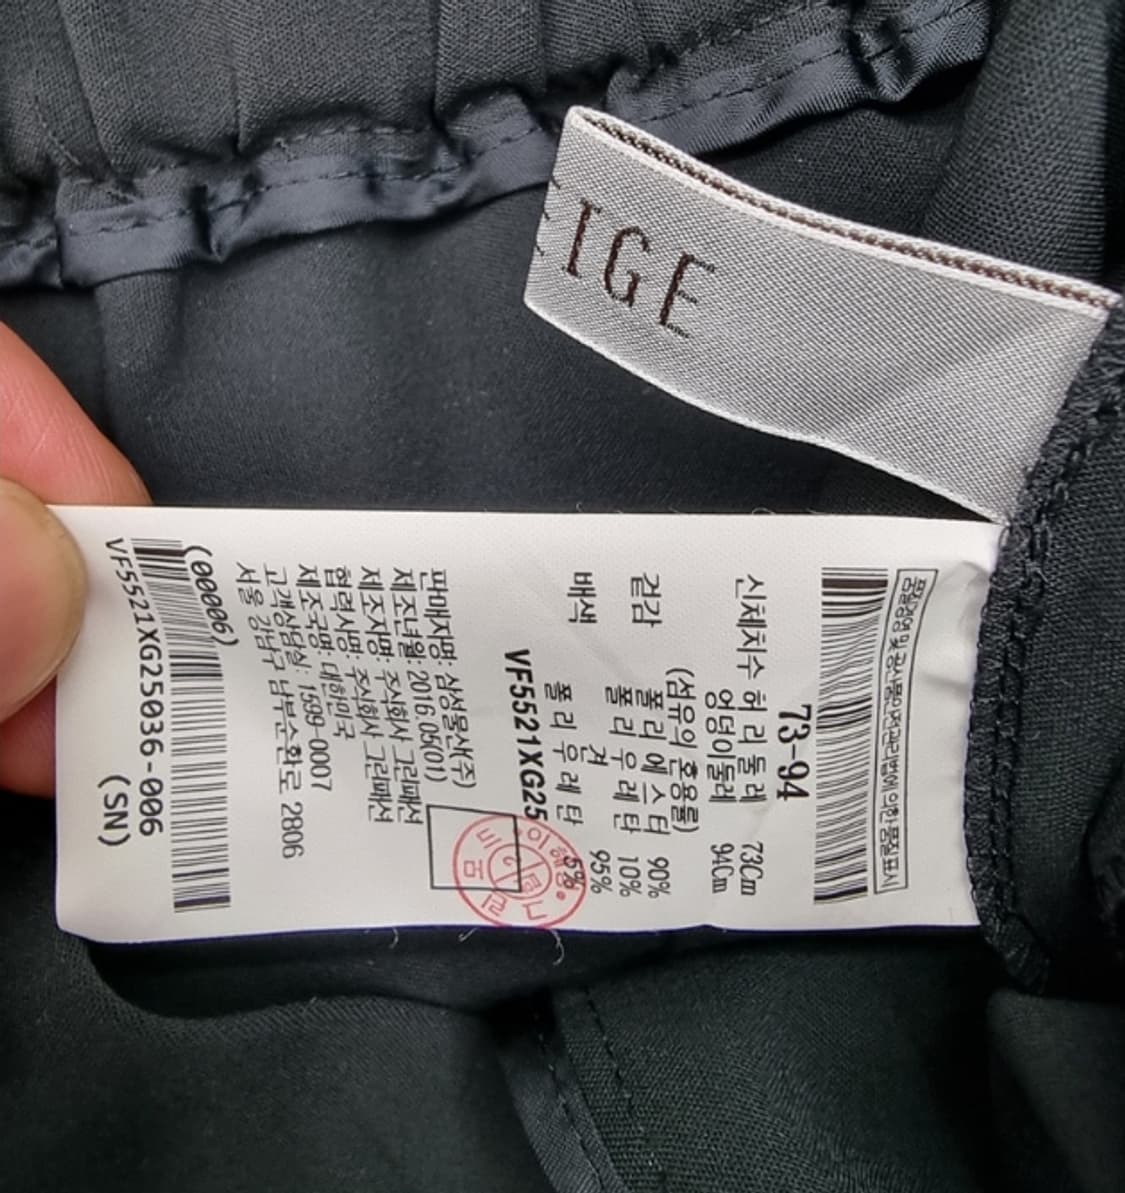 IGE
품질경영 및 공산품안전관리법에 의한 품질표시
73-94
신체치수 허 리 둘 레 73Cm
엉덩이둘레 94Cm
(섬유의 혼용률)
겉감 폴 리 에 스 터 90%
폴 리 우 레 탄 10%
배색 견 95%
폴 리 우 레 탄 5%
VF5521XG25
판매자명: 삼성물산(주)
제조년월: 2016.05(01)
제조자명: 주식회사 그린패션
협력사명: 주식회사 그린패션
제조국명: 대한민국
고객상담실: 1599-0007
서울 강남구 남부순환로 2806
(00006)
VF5521XG25036-006
(SN)